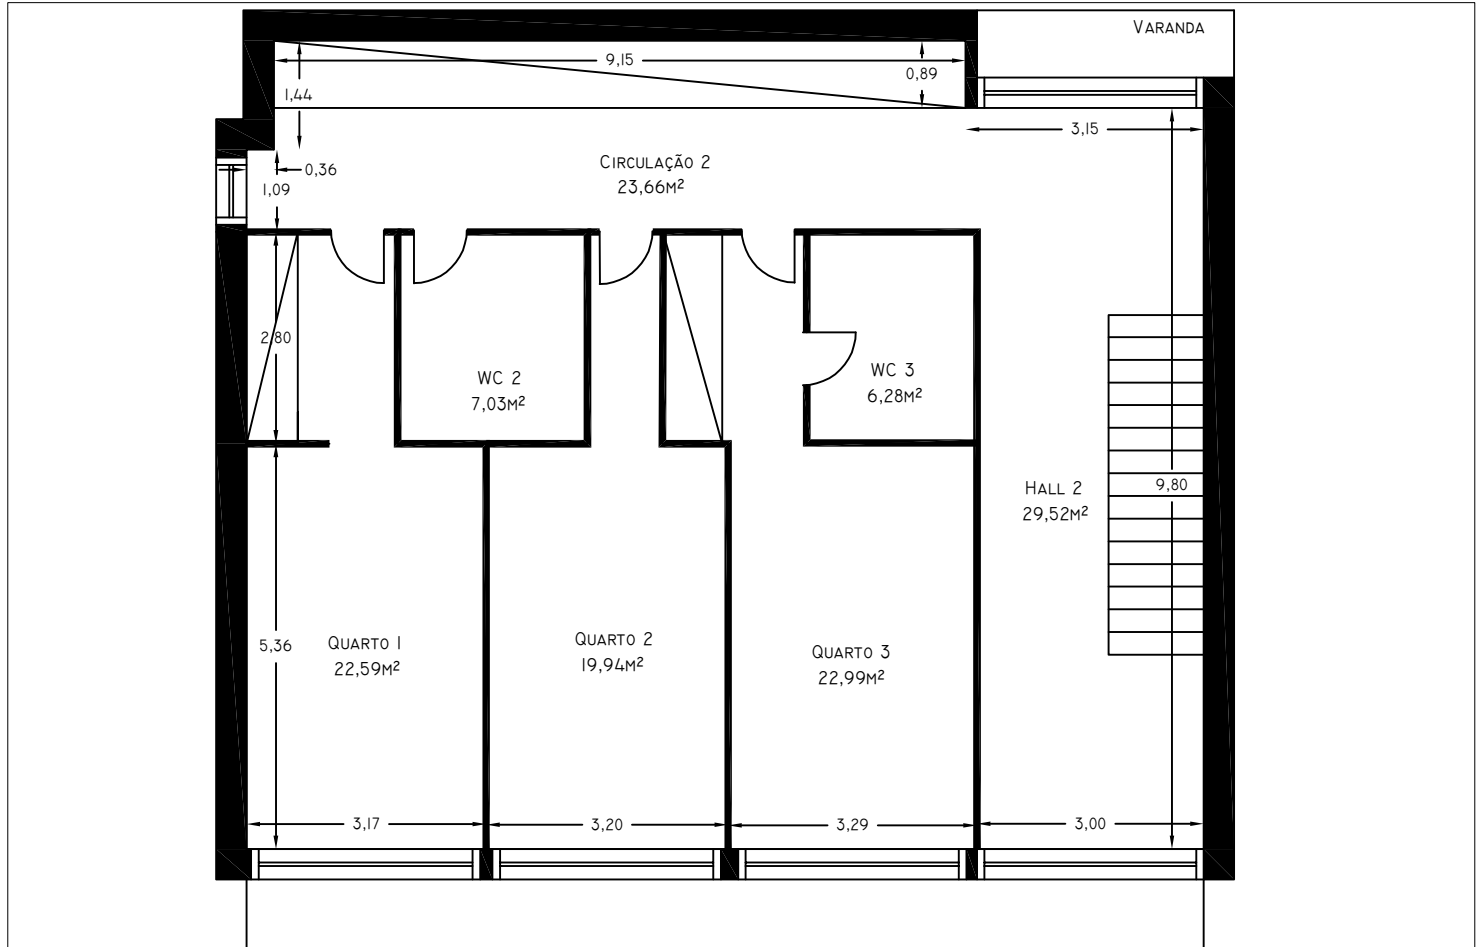 VARANDA
9,15
0,89
1,44
3,15
CIRCULAÇÃO 2
23,66M²
0,36
1,09
2,80
WC 2
7,03M²
WC 3
6,28M²
HALL 2
29,52M²
9,80
5,36
QUARTO 1
22,59M²
QUARTO 2
19,94M²
QUARTO 3
22,99M²
3,17
3,20
3,29
3,00